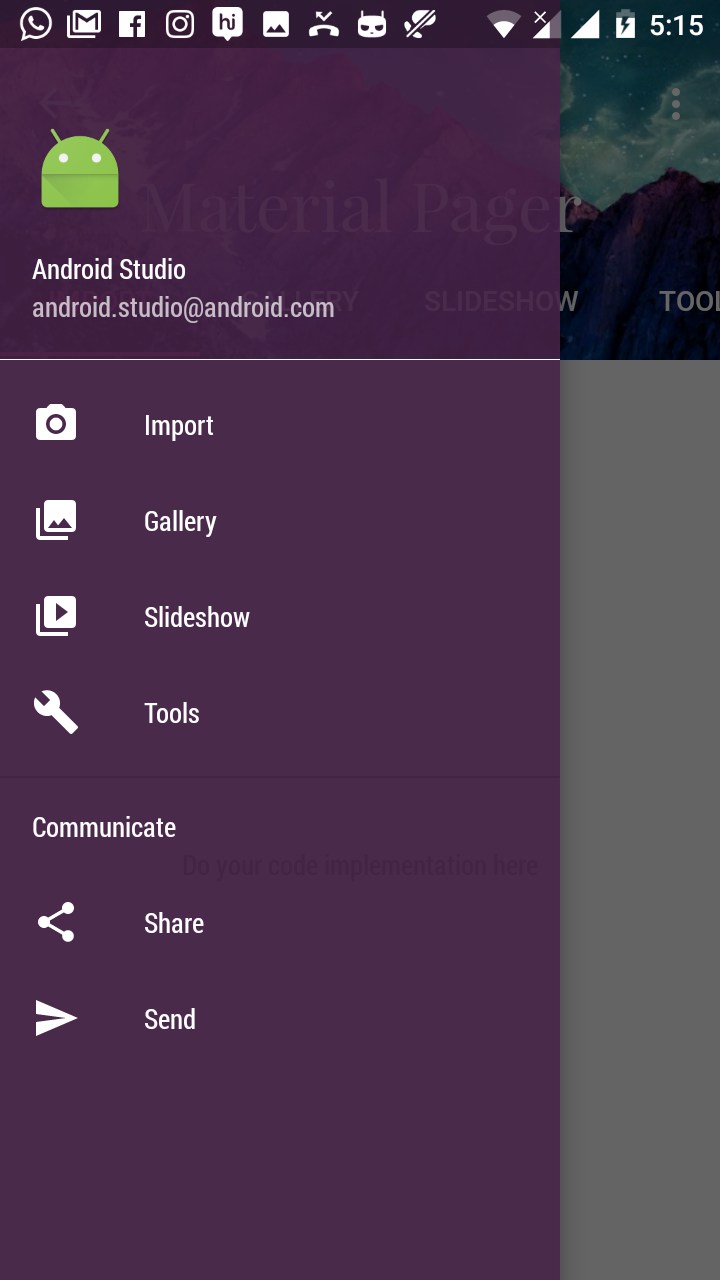 5:15
Material Pager
Android Studio
android.studio@android.com
GALLERY
SLIDESHOW
Import
Gallery
Slideshow
Tools
Communicate
Do your code implementation here
Share
Send